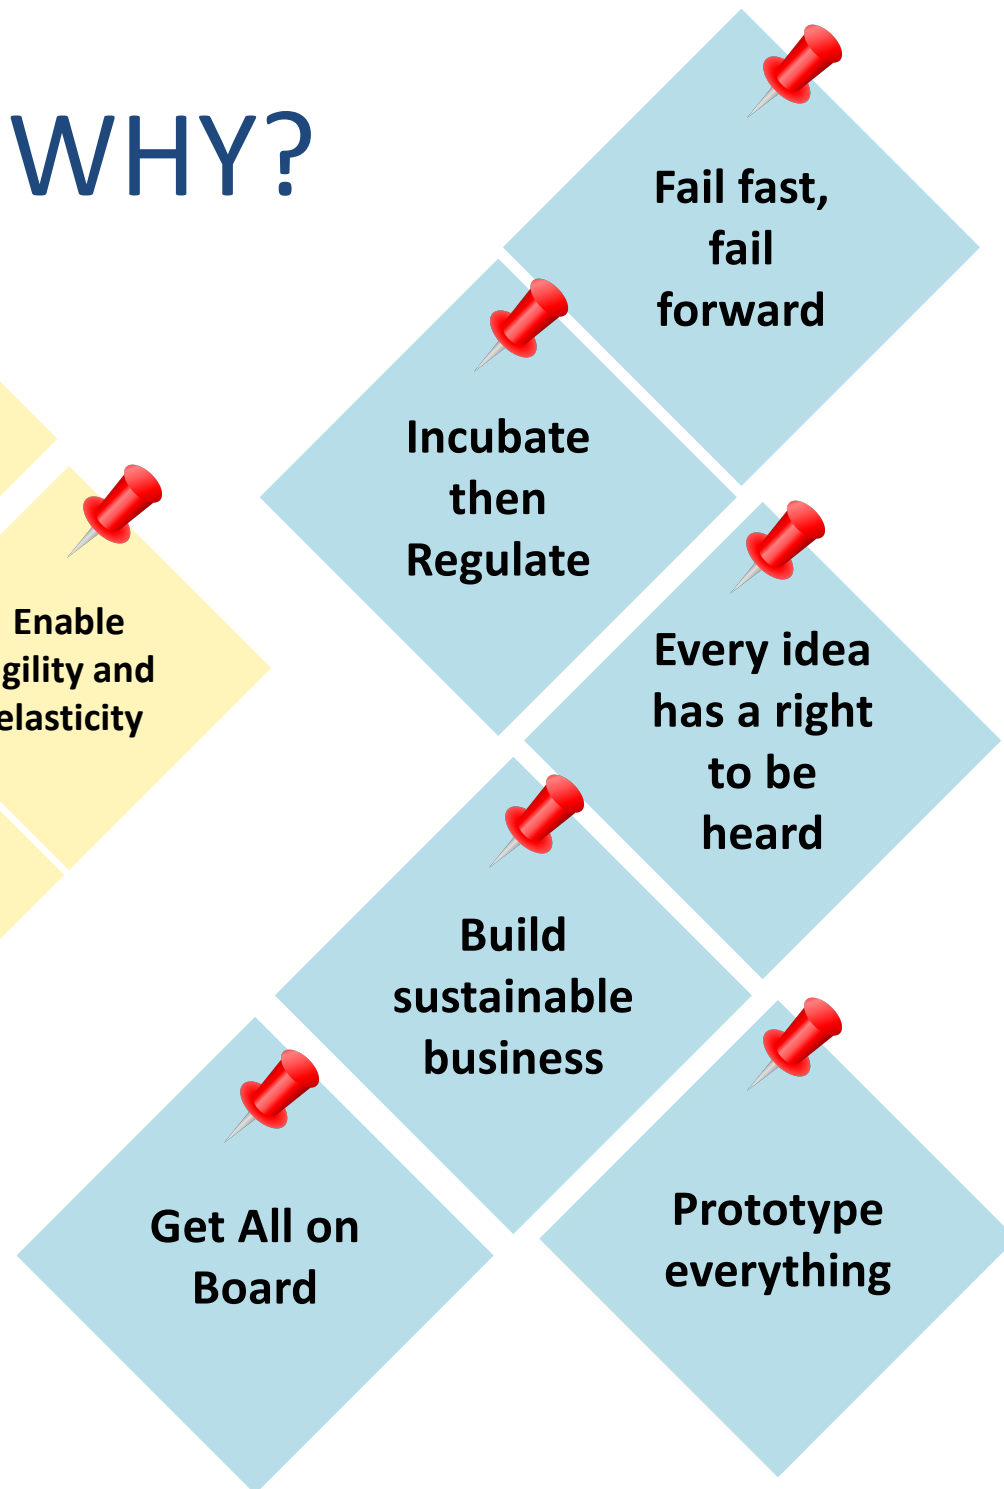 WHY?
Fail fast,
fail
forward
Incubate
then
Regulate
Enable
gility and
elasticity
Every idea
has a right
to be
heard
Build
sustainable
business
Get All on
Board
Prototype
everything